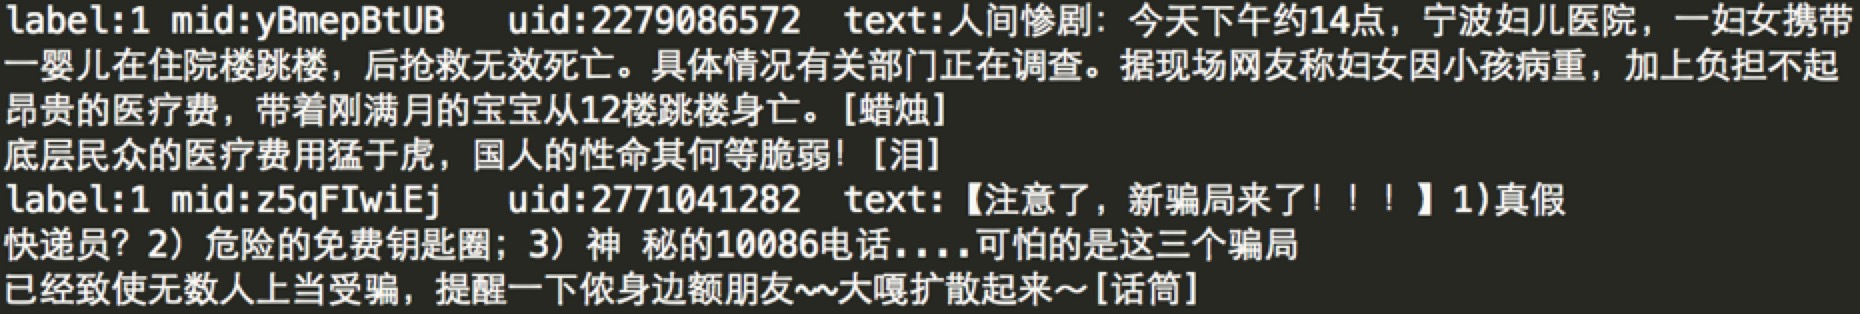 label:1 mid:yBmepBtUB   uid:2279086572  text:人间惨剧：今天下午约14点，宁波妇儿医院，一妇女携带
一婴儿在住院楼跳楼，后抢救无效死亡。具体情况有关部门正在调查。据现场网友称妇女因小孩病重，加上负担不起
昂贵的医疗费，带着刚满月的宝宝从12楼跳楼身亡。[蜡烛]
底层民众的医疗费用猛于虎，国人的性命其何等脆弱！[泪]
label:1 mid:z5qFIwiEj   uid:2771041282  text:【注意了，新骗局来了！！！】1)真假
快递员？2）危险的免费钥匙圈；3）神 秘的10086电话....可怕的是这三个骗局
已经致使无数人上当受骗，提醒一下侬身边额朋友~~大嘎扩散起来～[话筒]